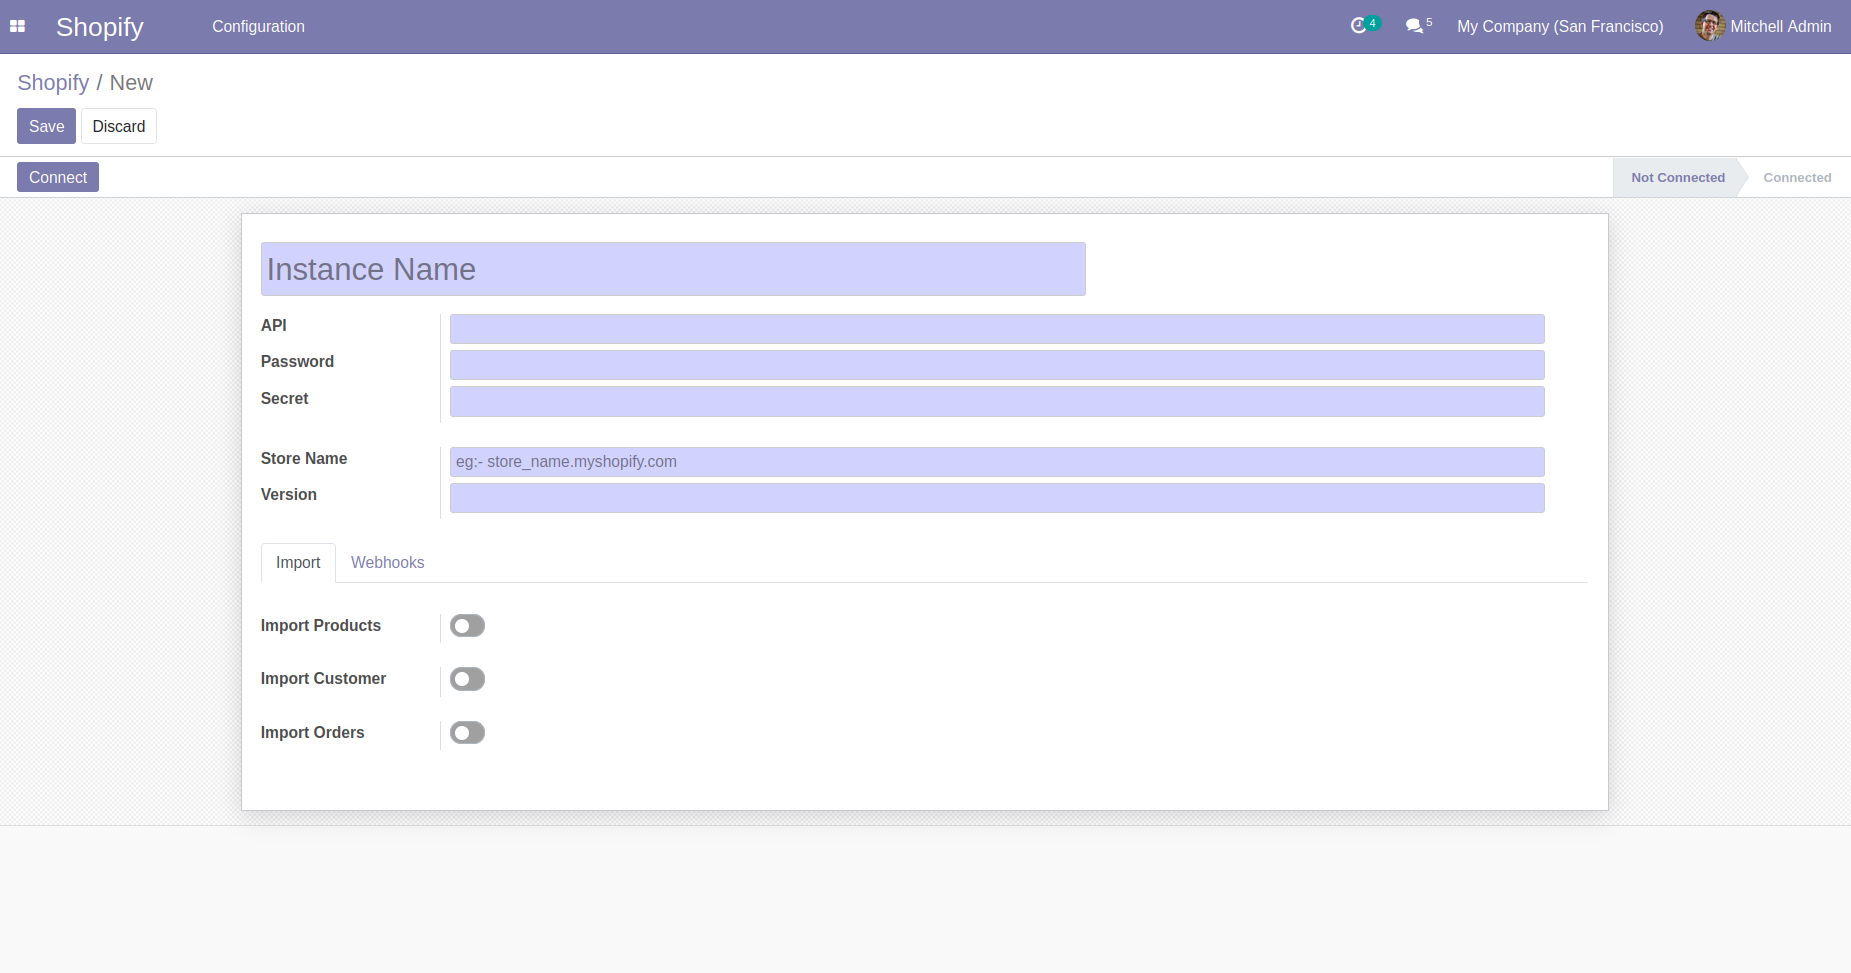 Shopify Configuration 4 5 My Company (San Francisco) Mitchell Admin
Shopify / New
Save Discard
Connect Not Connected Connected
Instance Name
API
Password
Secret
Store Name eg:- store_name.myshopify.com
Version
Import Webhooks
Import Products
Import Customer
Import Orders